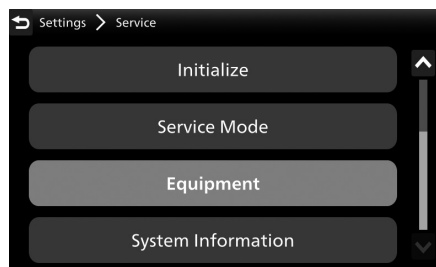 Settings > Service
Initialize
Service Mode
Equipment
System Information